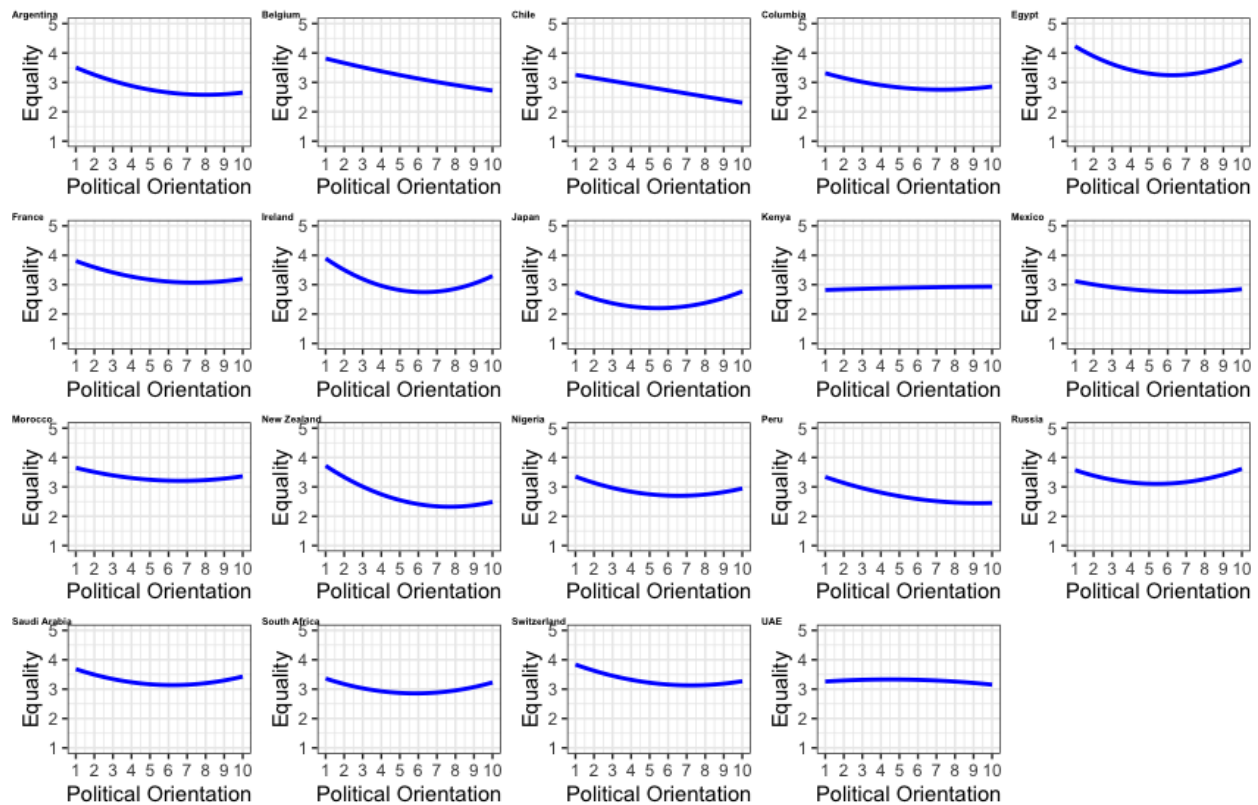 Argentina Belgium Chile Columbia Egypt
5 5 5 5 5
4 4 4 4 4
3 3 3 3 3
2 2 2 2 2
1 1 1 1 1
Equality Equality Equality Equality Equality
1 2 3 4 5 6 7 8 9 10 1 2 3 4 5 6 7 8 9 10 1 2 3 4 5 6 7 8 9 10 1 2 3 4 5 6 7 8 9 10 1 2 3 4 5 6 7 8 9 10
Political Orientation Political Orientation Political Orientation Political Orientation Political Orientation
France Ireland Japan Kenya Mexico
5 5 5 5 5
4 4 4 4 4
3 3 3 3 3
2 2 2 2 2
1 1 1 1 1
Equality Equality Equality Equality Equality
1 2 3 4 5 6 7 8 9 10 1 2 3 4 5 6 7 8 9 10 1 2 3 4 5 6 7 8 9 10 1 2 3 4 5 6 7 8 9 10 1 2 3 4 5 6 7 8 9 10
Political Orientation Political Orientation Political Orientation Political Orientation Political Orientation
Morocco New Zealand Nigeria Peru Russia
5 5 5 5 5
4 4 4 4 4
3 3 3 3 3
2 2 2 2 2
1 1 1 1 1
Equality Equality Equality Equality Equality
1 2 3 4 5 6 7 8 9 10 1 2 3 4 5 6 7 8 9 10 1 2 3 4 5 6 7 8 9 10 1 2 3 4 5 6 7 8 9 10 1 2 3 4 5 6 7 8 9 10
Political Orientation Political Orientation Political Orientation Political Orientation Political Orientation
Saudi Arabia South Africa Switzerland UAE
5 5 5 5
4 4 4 4
3 3 3 3
2 2 2 2
1 1 1 1
Equality Equality Equality Equality
1 2 3 4 5 6 7 8 9 10 1 2 3 4 5 6 7 8 9 10 1 2 3 4 5 6 7 8 9 10 1 2 3 4 5 6 7 8 9 10
Political Orientation Political Orientation Political Orientation Political Orientation